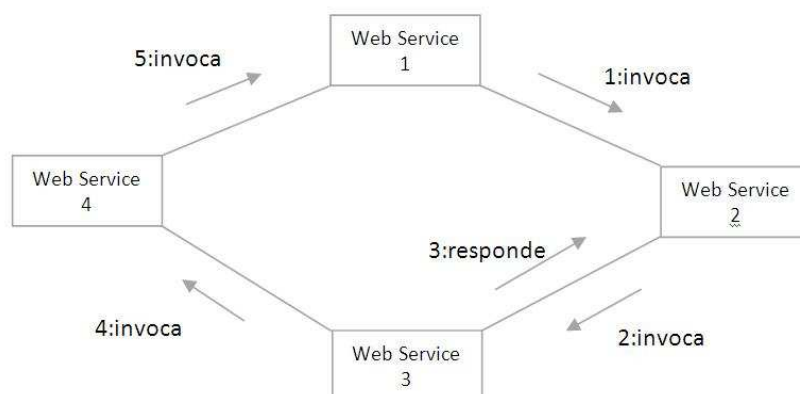 Web Service
1
5:invoca
1:invoca
Web Service
4
Web Service
2
3:responde
4:invoca
2:invoca
Web Service
3